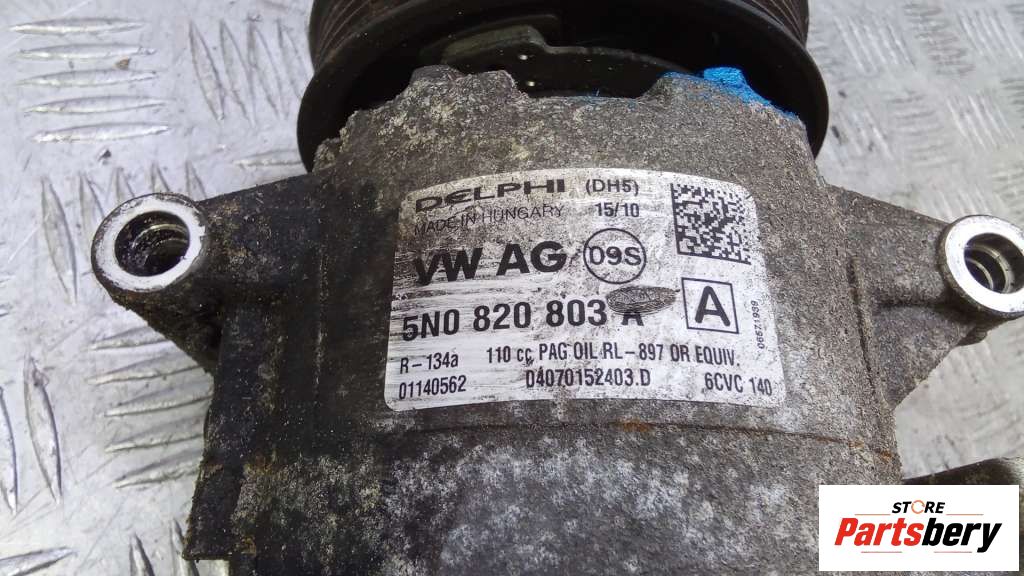 DELPHI (DH5)
MADE IN HUNGARY 15/10
VW AG D9S
5N0 820 803 A A
R-134a 110 cc PAG OIL RL-897 OR EQUIV.
01140562 D4070152403.D 6CVC 140
STORE
Partsbery